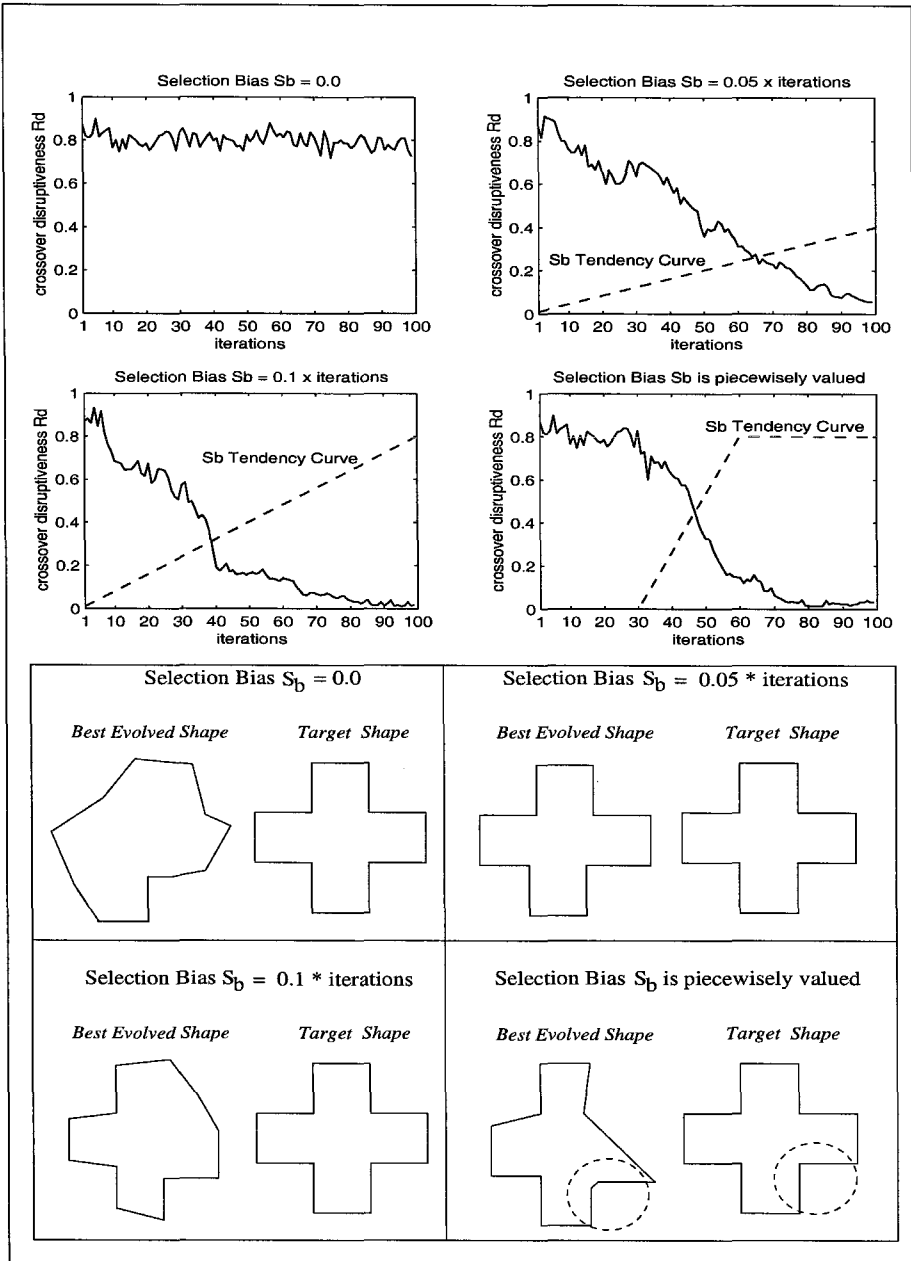 Selection Bias Sb = 0.0
crossover disruptiveness Rd
1
0.8
0.6
0.4
0.2
0
1 10 20 30 40 50 60 70 80 90 100
iterations
Selection Bias Sb = 0.05 x iterations
crossover disruptiveness Rd
1
0.8
0.6
0.4
0.2
0
Sb Tendency Curve
1 10 20 30 40 50 60 70 80 90 100
iterations
Selection Bias Sb = 0.1 x iterations
crossover disruptiveness Rd
1
0.8
0.6
0.4
0.2
0
Sb Tendency Curve
1 10 20 30 40 50 60 70 80 90 100
iterations
Selection Bias Sb is piecewisely valued
crossover disruptiveness Rd
1
0.8
0.6
0.4
0.2
0
Sb Tendency Curve
1 10 20 30 40 50 60 70 80 90 100
iterations
Selection Bias Sb = 0.0
Best Evolved Shape Target Shape
Selection Bias Sb = 0.05 * iterations
Best Evolved Shape Target Shape
Selection Bias Sb = 0.1 * iterations
Best Evolved Shape Target Shape
Selection Bias Sb is piecewisely valued
Best Evolved Shape Target Shape